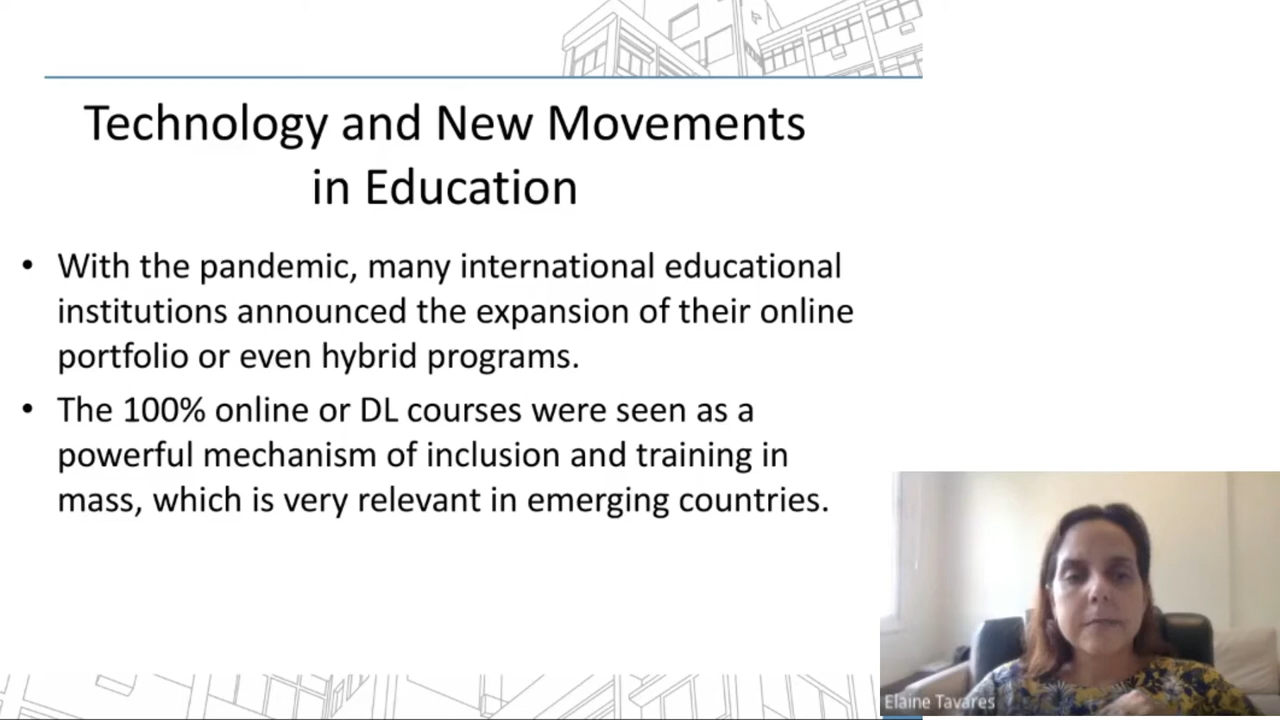 Technology and New Movements
in Education
• With the pandemic, many international educational
institutions announced the expansion of their online
portfolio or even hybrid programs.
• The 100% online or DL courses were seen as a
powerful mechanism of inclusion and training in
mass, which is very relevant in emerging countries.
Elaine Tavares